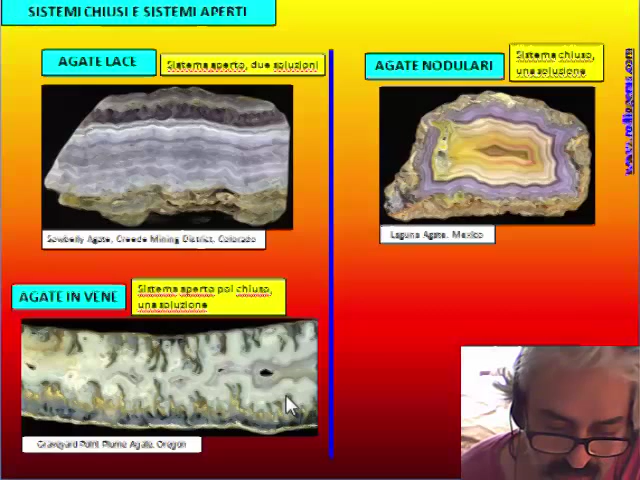 SISTEMI CHIUSI E SISTEMI APERTI
AGATE LACE
Sistema aperto, due soluzioni
AGATE NODULARI
Sistema chiuso,
una soluzione
Sowbelly Agate, Creede Mining District, Colorado
Laguna Agate, Mexico
AGATE IN VENE
Sistema aperto poi chiuso,
una soluzione
Graveyard Point Plume Agate, Oregon